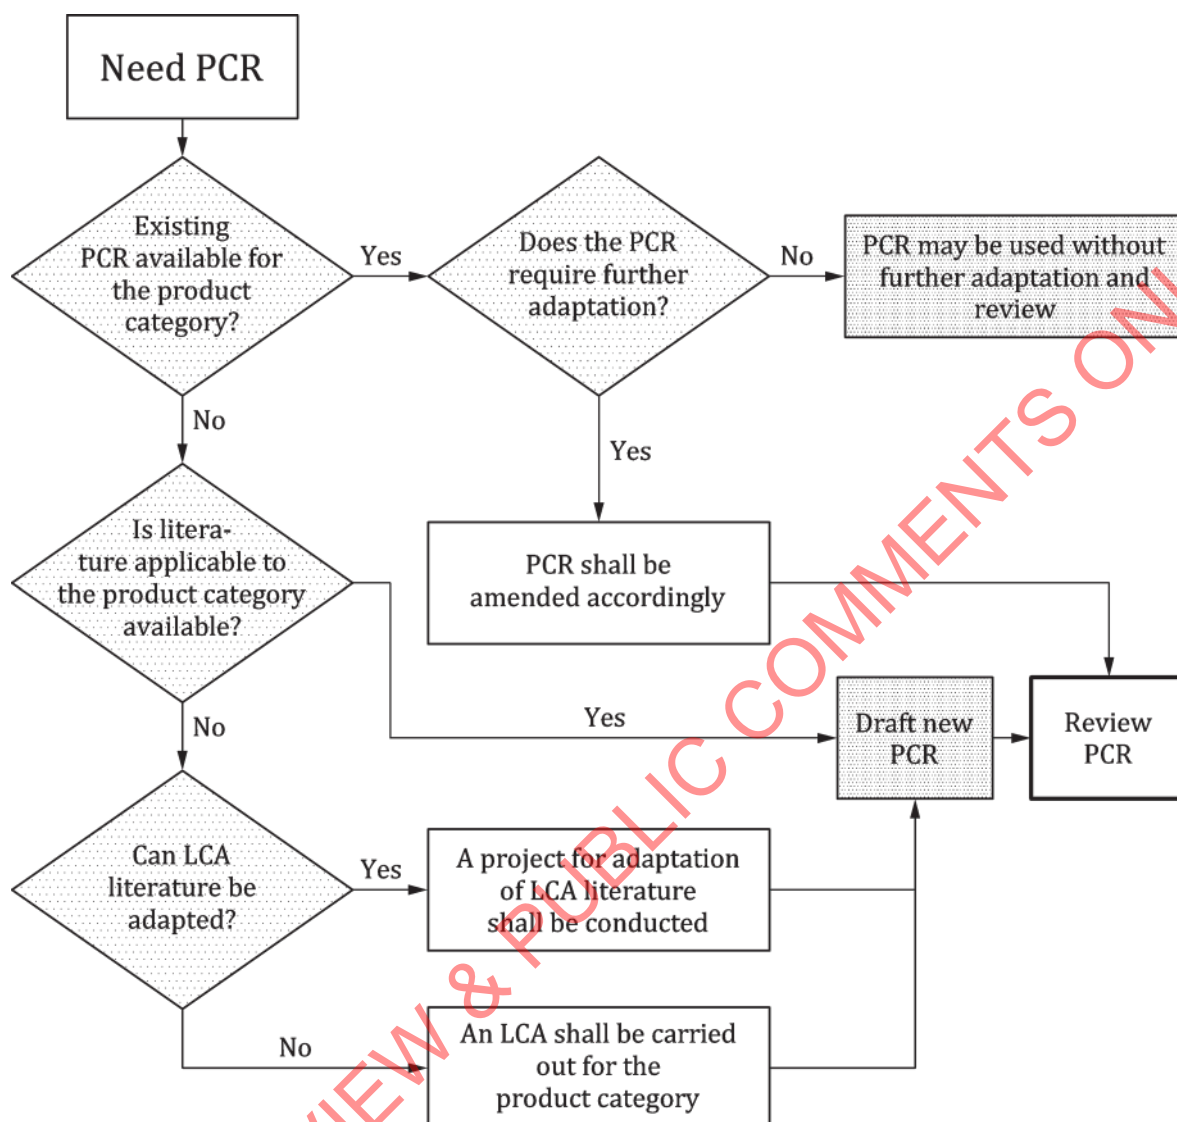 Need PCR
Existing
PCR available for
the product
category?
Yes
Does the PCR
require further
adaptation?
No
PCR may be used without
further adaptation and
review
No
Yes
Is litera-
ture applicable to
the product category
available?
PCR shall be
amended accordingly
Yes
Draft new
PCR
Review
PCR
No
Can LCA
literature be
adapted?
Yes
A project for adaptation
of LCA literature
shall be conducted
No
An LCA shall be carried
out for the
product category
VIEW & PUBLIC COMMENTS ONL